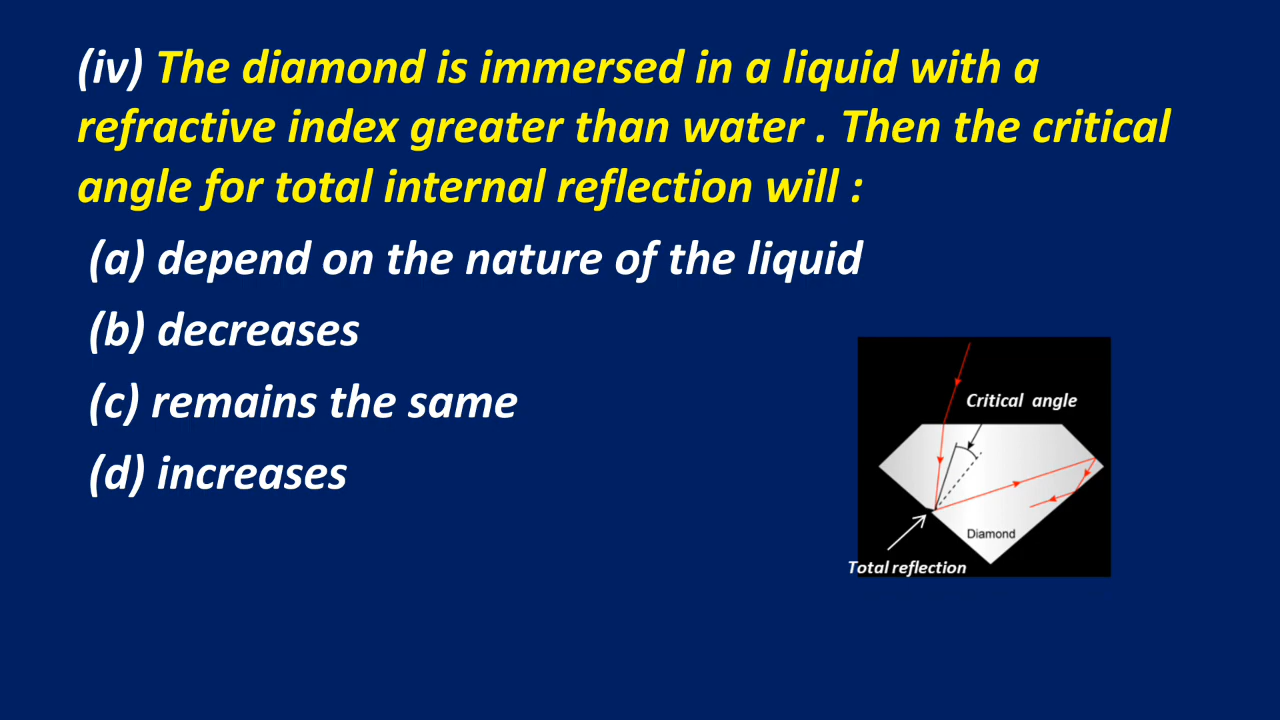 (iv) The diamond is immersed in a liquid with a
refractive index greater than water . Then the critical
angle for total internal reflection will :
(a) depend on the nature of the liquid
(b) decreases
(c) remains the same
(d) increases
Critical angle
Diamond
Total reflection